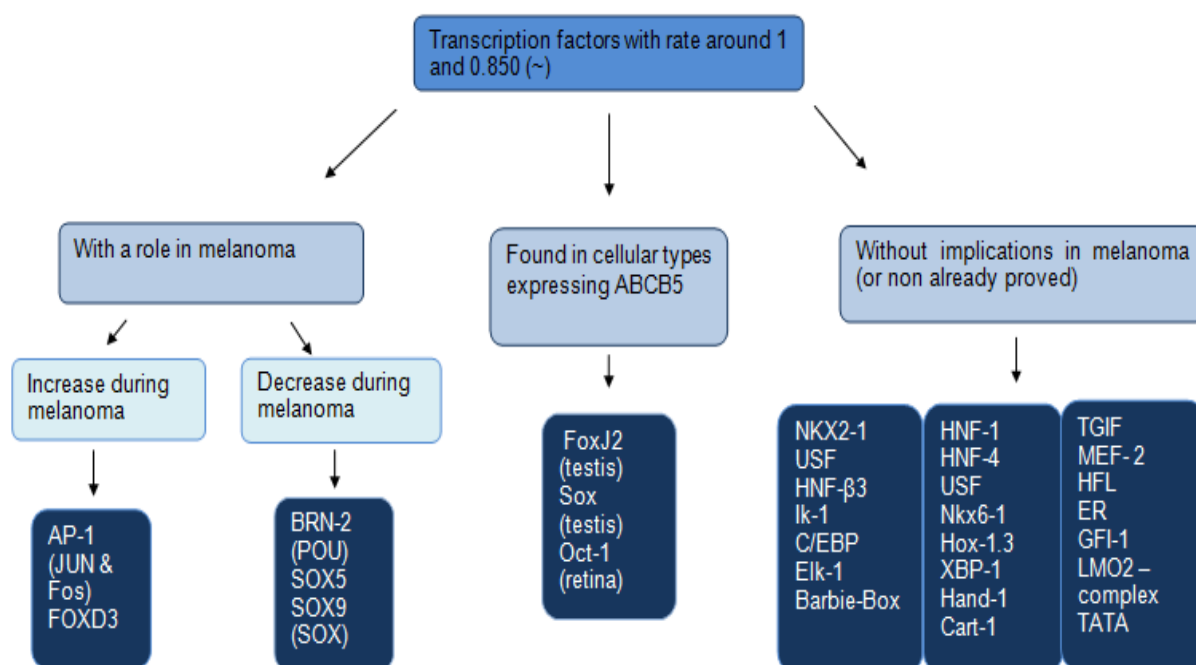 Transcription factors with rate around 1
and 0.850 (~)
With a role in melanoma
Found in cellular types
expressing ABCB5
Without implications in melanoma
(or non already proved)
Increase during
melanoma
Decrease during
melanoma
AP-1
(JUN &
Fos)
FOXD3
BRN-2
(POU)
SOX5
SOX9
(SOX)
FoxJ2
(testis)
Sox
(testis)
Oct-1
(retina)
NKX2-1
USF
HNF-β3
Ik-1
C/EBP
Elk-1
Barbie-Box
HNF-1
HNF-4
USF
Nkx6-1
Hox-1.3
XBP-1
Hand-1
Cart-1
TGIF
MEF- 2
HFL
ER
GFI-1
LMO2 –
complex
TATA